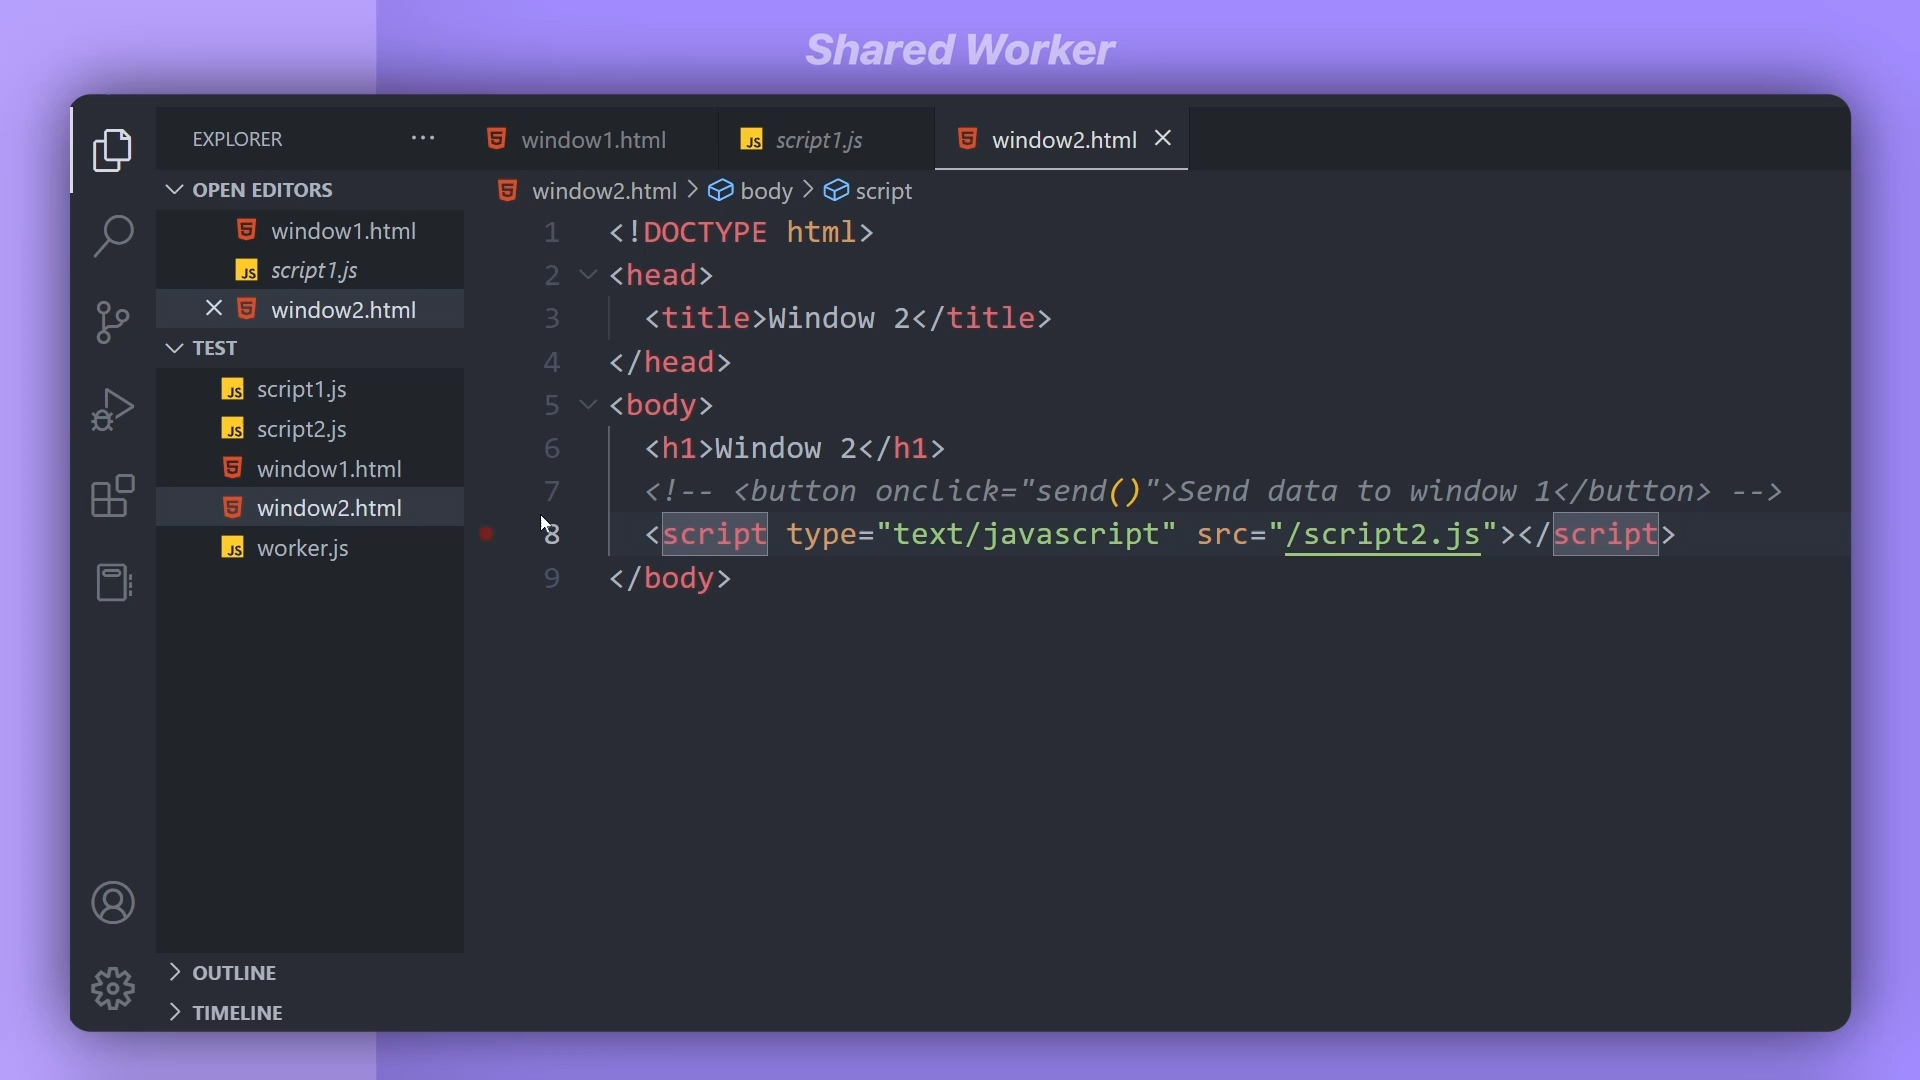 Shared Worker
EXPLORER
window1.html
script1.js
window2.html
OPEN EDITORS
window1.html
script1.js
window2.html
TEST
script1.js
script2.js
window1.html
window2.html
worker.js
OUTLINE
TIMELINE
window2.html > body > script
1 <!DOCTYPE html>
2 <head>
3 <title>Window 2</title>
4 </head>
5 <body>
6 <h1>Window 2</h1>
7 <!-- <button onclick="send()">Send data to window 1</button> -->
8 <script type="text/javascript" src="/script2.js"></script>
9 </body>